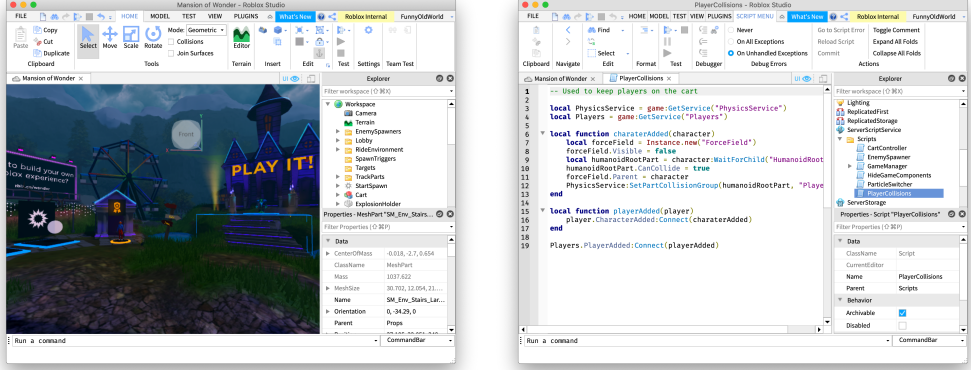 Mansion of Wonder - Roblox Studio
FILE HOME MODEL TEST VIEW PLUGINS What's New Roblox Internal FunnyOldWorld
Paste Copy Cut Duplicate Select Move Scale Rotate Mode: Geometric Collisions Join Surfaces Editor
Clipboard Tools Terrain Insert Edit Test Settings Team Test
Mansion of Wonder UI Explorer
Filter workspace (⇧⌘X)
Workspace
Camera
Terrain
EnemySpawners
Lobby
RideEnvironment
SpawnTriggers
Targets
TrackParts
StartSpawn
Cart
ExplosionHolder
Front
to build your own
blox experience?
PLAY IT!
Properties - MeshPart "SM_Env_Stairs...
Filter Properties (⇧⌘P)
Data
CenterOfMass -0.018, -2.7, 0.654
ClassName MeshPart
Mass 1037.622
MeshSize 30.702, 12.054, 21....
Name SM_Env_Stairs_Lar...
Orientation 0, -34.29, 0
Parent Props
Run a command CommandBar
PlayerCollisions - Roblox Studio
FILE HOME MODEL TEST VIEW PLUGINS SCRIPT MENU What's New Roblox Internal FunnyOldWorld
Find Never Go to Script Error Toggle Comment
On All Exceptions Reload Script Expand All Folds
Select On Unhandled Exceptions Commit Collapse All Folds
Clipboard Navigate Edit Format Test Debugger Debug Errors Actions
Mansion of Wonder PlayerCollisions UI Explorer
1 -- Used to keep players on the cart
2
3 local PhysicsService = game:GetService("PhysicsService")
4 local Players = game:GetService("Players")
5
6 local function charaterAdded(character)
7 local forceField = Instance.new("ForceField")
8 forceField.Visible = false
9 local humanoidRootPart = character:WaitForChild("HumanoidRoot
10 humanoidRootPart.CanCollide = true
11 forceField.Parent = character
12 PhysicsService:SetPartCollisionGroup(humanoidRootPart, "Playe
13 end
14
15 local function playerAdded(player)
16 player.CharacterAdded:Connect(charaterAdded)
17 end
18
19 Players.PlayerAdded:Connect(playerAdded)
Filter workspace (⇧⌘X)
Lighting
ReplicatedFirst
ReplicatedStorage
ServerScriptService
Scripts
CartController
EnemySpawner
GameManager
HideGameComponents
ParticleSwitcher
PlayerCollisions
ServerStorage
Properties - Script "PlayerCollisions"
Filter Properties (⇧⌘P)
Data
ClassName Script
CurrentEditor
Name PlayerCollisions
Parent Scripts
Behavior
Archivable
Disabled
Run a command CommandBar